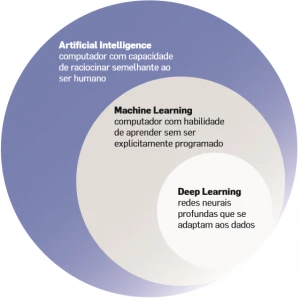 Artificial Intelligence
computador com capacidade
de raciocinar semelhante ao
ser humano
Machine Learning
computador com habilidade
de aprender sem ser
explicitamente programado
Deep Learning
redes neurais
profundas que se
adaptam aos dados